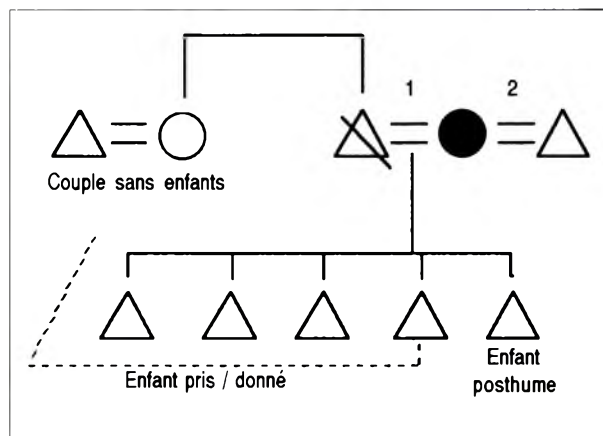 1
2
Couple sans enfants
Enfant pris / donné
Enfant
posthume